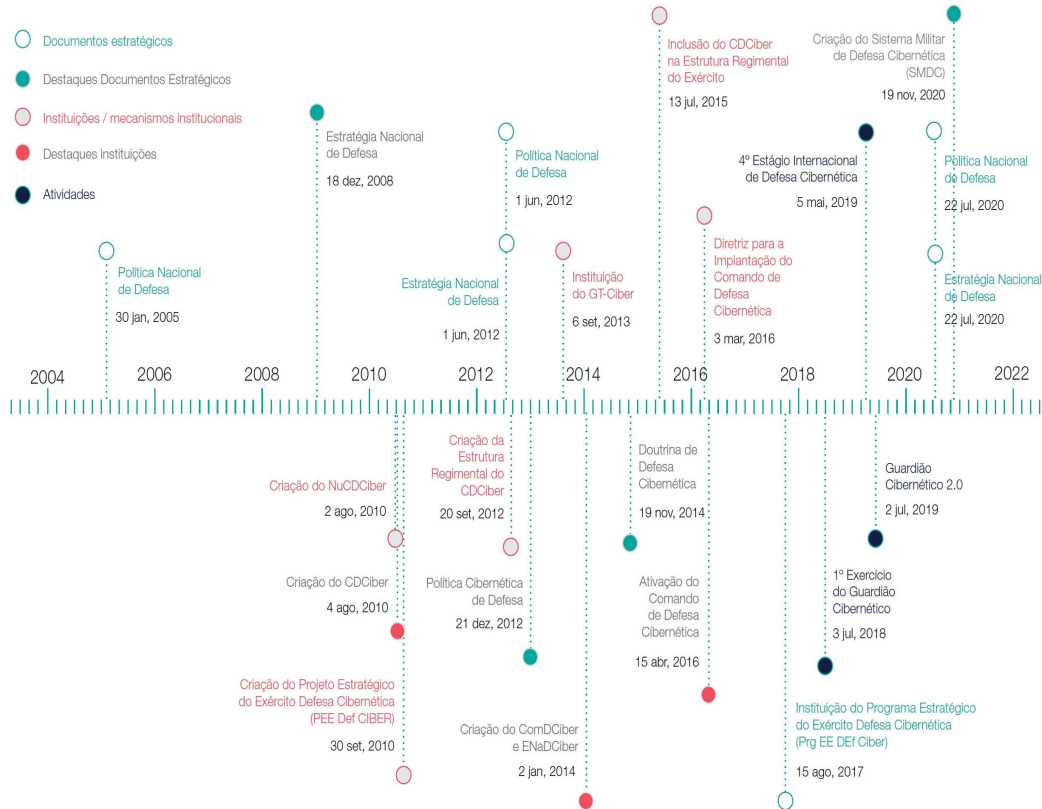 Documentos estratégicos
Destaques Documentos Estratégicos
Instituições / mecanismos institucionais
Destaques instituições
Atividades
Política Nacional
de Defesa
30 jan, 2005
Estratégia Nacional
de Defesa
18 dez, 2008
Política Nacional
de Defesa
1 jun, 2012
Estratégia Nacional
de Defesa
1 jun, 2012
Instituição
do GT-Ciber
6 set, 2013
Inclusão do CDCiber
na Estrutura Regimental
do Exército
13 jul, 2015
Diretriz para a
Implantação do
Comando de
Defesa
Cibernética
3 mar, 2016
4º Estágio Internacional
de Defesa Cibernética
5 mai, 2019
Criação do Sistema Militar
de Defesa Cibernética
(SMDC)
19 nov, 2020
Política Nacional
de Defesa
22 jul, 2020
Estratégia Nacional
de Defesa
22 jul, 2020
2004 2006 2008 2010 2012 2014 2016 2018 2020 2022
Criação do NuCDCiber
2 ago, 2010
Criação do CDCiber
4 ago, 2010
Criação do Projeto Estratégico
do Exército Defesa Cibernética
(PEE Def CIBER)
30 set, 2010
Criação da
Estrutura
Regimental do
CDCiber
20 set, 2012
Política Cibernética
de Defesa
21 dez, 2012
Criação do ComDCiber
e ENaDCiber
2 jan, 2014
Doutrina de
Defesa
Cibernética
19 nov, 2014
Ativação do
Comando
de Defesa
Cibernética
15 abr, 2016
Guardião
Cibernético 2.0
2 jul, 2019
1º Exercício
do Guardião
Cibernético
3 jul, 2018
Instituição do Programa Estratégico
do Exército Defesa Cibernética
(Prg EE DEf Ciber)
15 ago, 2017